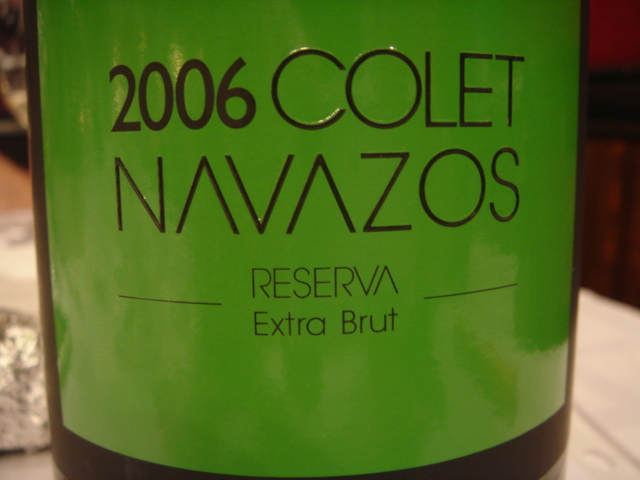 2006 COLET
NAVAZOS
RESERVA
Extra Brut